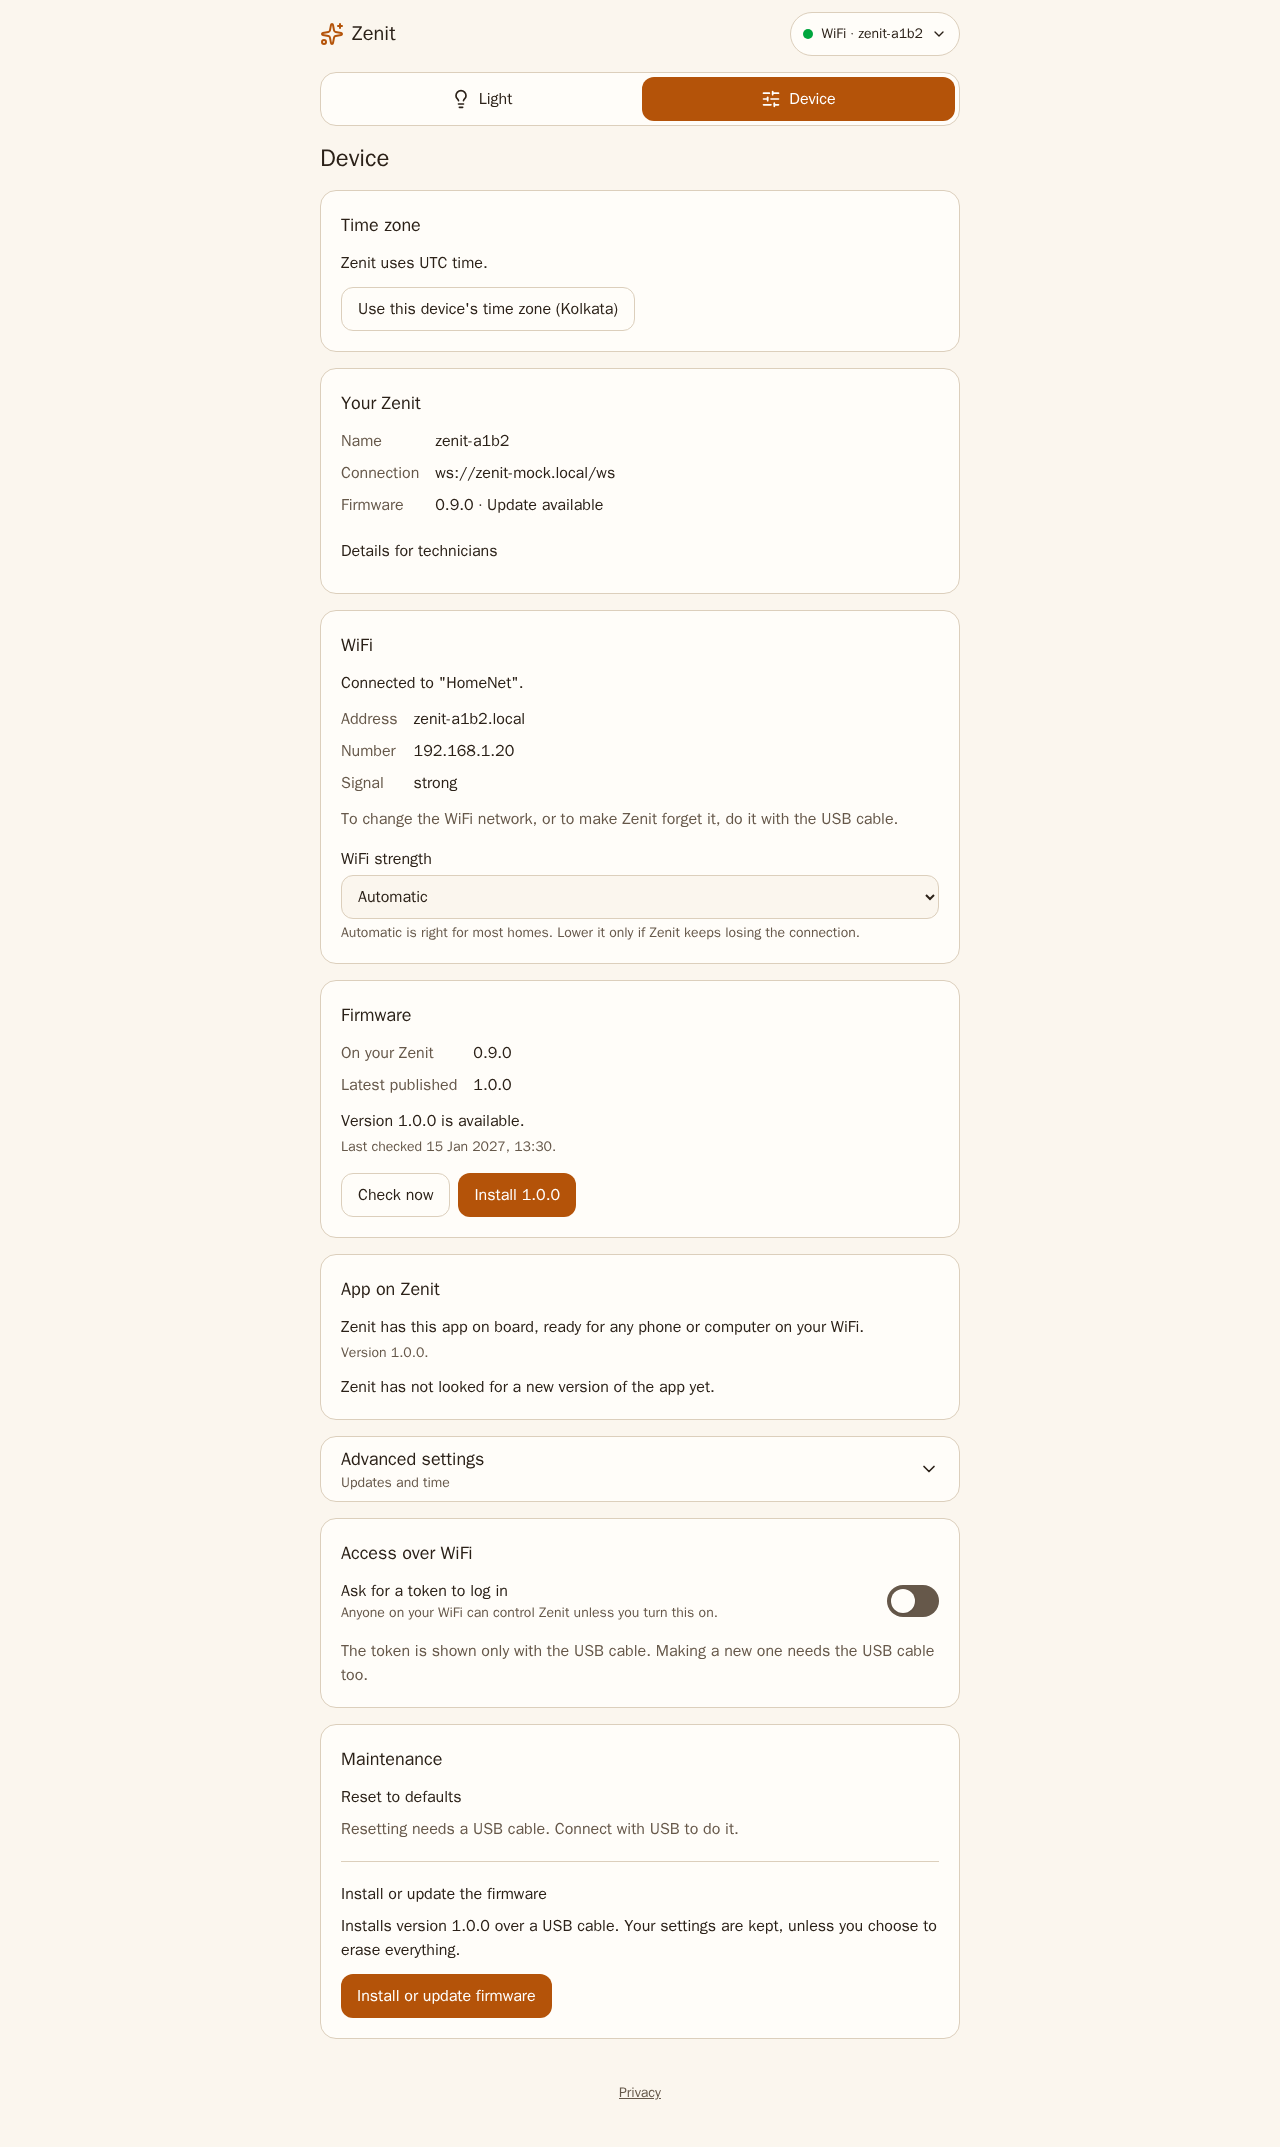 Zenit
WiFi · zenit-a1b2
Light
Device
Device
Time zone
Zenit uses UTC time.
Use this device's time zone (Kolkata)
Your Zenit
Name zenit-a1b2
Connection ws://zenit-mock.local/ws
Firmware 0.9.0 · Update available
Details for technicians
WiFi
Connected to "HomeNet".
Address zenit-a1b2.local
Number 192.168.1.20
Signal strong
To change the WiFi network, or to make Zenit forget it, do it with the USB cable.
WiFi strength
Automatic
Automatic is right for most homes. Lower it only if Zenit keeps losing the connection.
Firmware
On your Zenit 0.9.0
Latest published 1.0.0
Version 1.0.0 is available.
Last checked 15 Jan 2027, 13:30.
Check now
Install 1.0.0
App on Zenit
Zenit has this app on board, ready for any phone or computer on your WiFi.
Version 1.0.0.
Zenit has not looked for a new version of the app yet.
Advanced settings
Updates and time
Access over WiFi
Ask for a token to log in
Anyone on your WiFi can control Zenit unless you turn this on.
The token is shown only with the USB cable. Making a new one needs the USB cable
too.
Maintenance
Reset to defaults
Resetting needs a USB cable. Connect with USB to do it.
Install or update the firmware
Installs version 1.0.0 over a USB cable. Your settings are kept, unless you choose to
erase everything.
Install or update firmware
Privacy